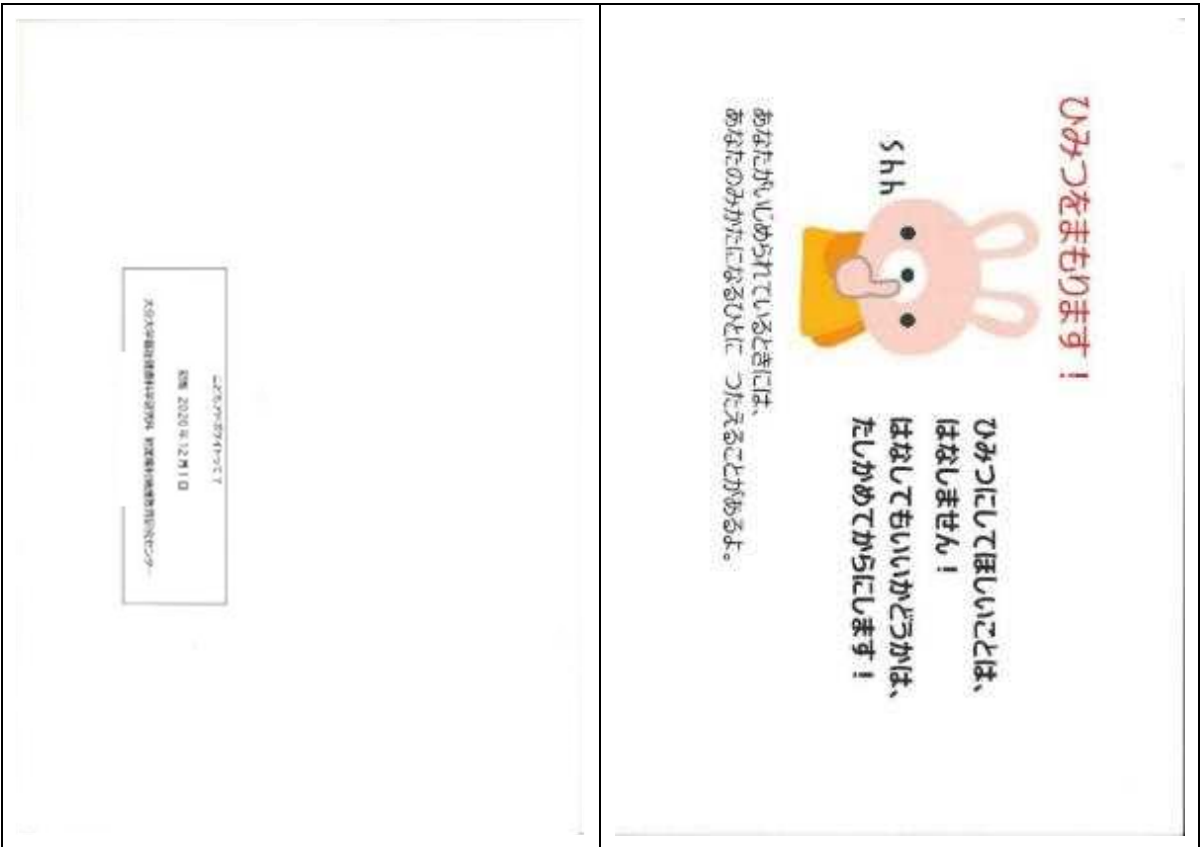 初版 2020年12月1日
ひみつをまもります！
shh
ひみつにしてほしいことは、
はなしません！
はなしてもいいかどうかは、
たしかめてからにします！
あなたがいじめられているときには、
あなたのみかたになるひとに　つたえることがあるよ。